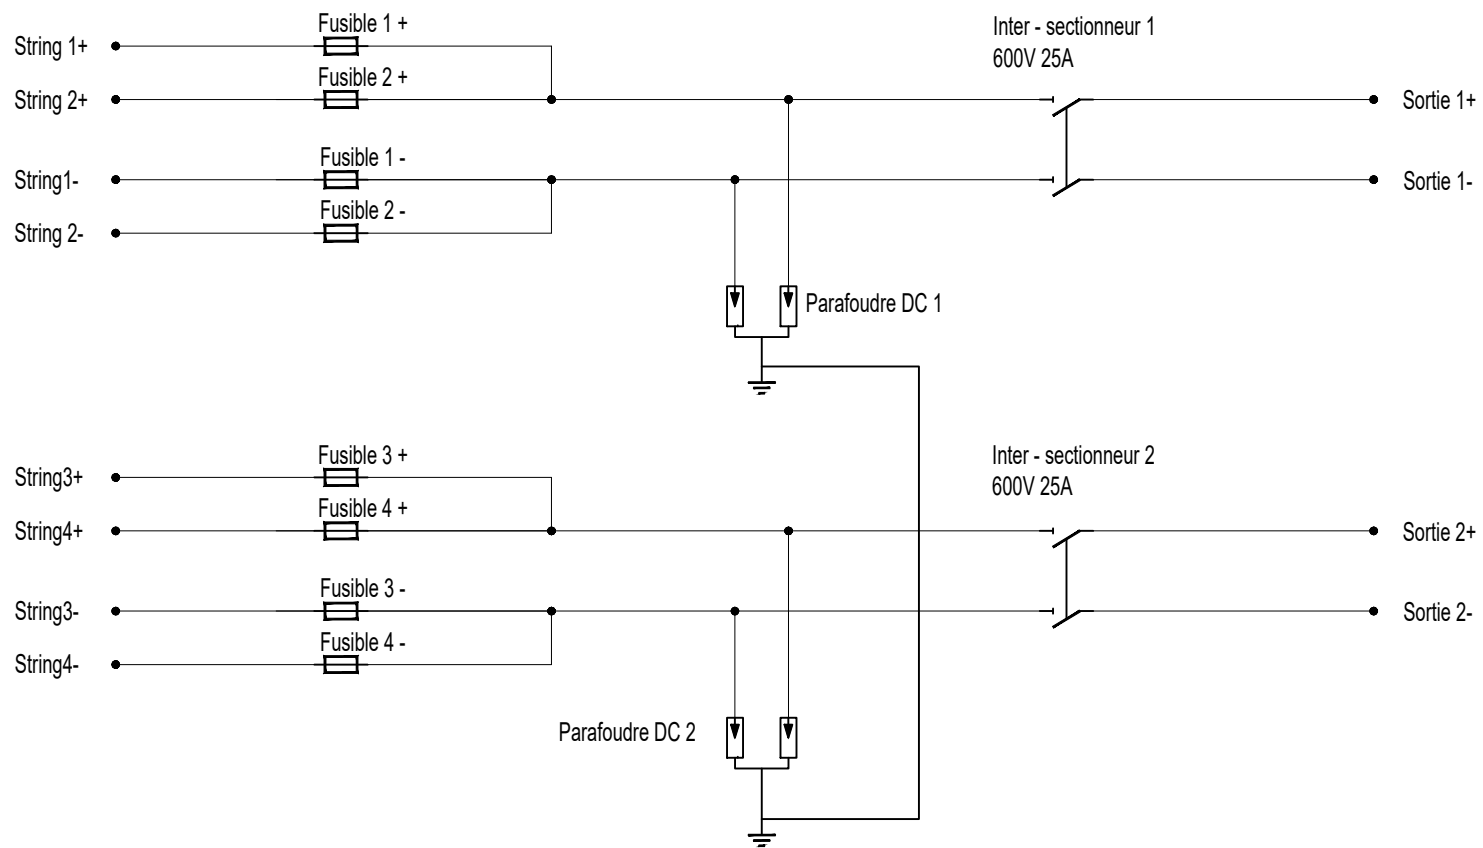 Fusible 1 +
Inter - sectionneur 1
String 1+
600V 25A
Fusible 2 +
String 2+
Sortie 1+
Fusible 1 -
String1-
Sortie 1-
Fusible 2 -
String 2-
Parafoudre DC 1
Fusible 3 +
Inter - sectionneur 2
String3+
600V 25A
Fusible 4 +
String4+
Sortie 2+
Fusible 3 -
String3-
Sortie 2-
Fusible 4 -
String4-
Parafoudre DC 2